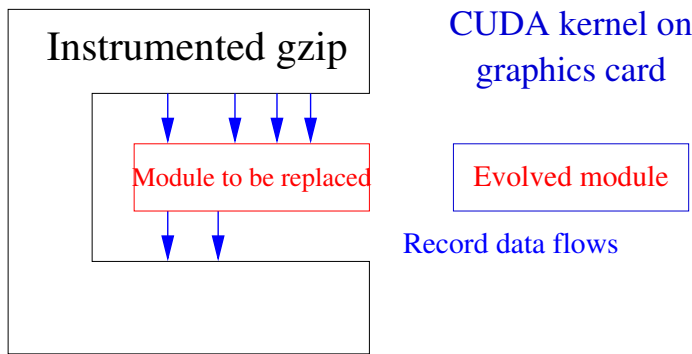 Instrumented gzip
CUDA kernel on
graphics card
Module to be replaced
Evolved module
Record data flows